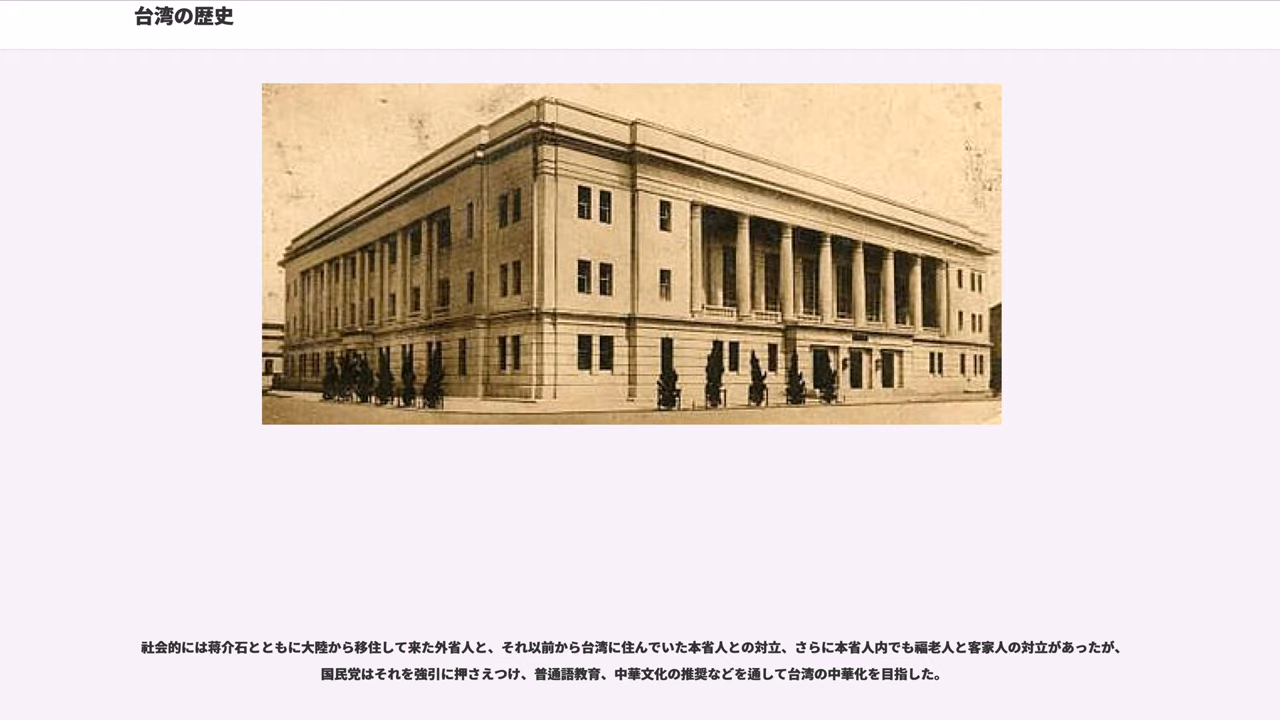 台湾の歴史
社会的には蒋介石とともに大陸から移住して来た外省人と、それ以前から台湾に住んでいた本省人との対立、さらに本省人内でも福老人と客家人の対立があったが、
国民党はそれを強引に押さえつけ、普通語教育、中華文化の推奨などを通して台湾の中華化を目指した。